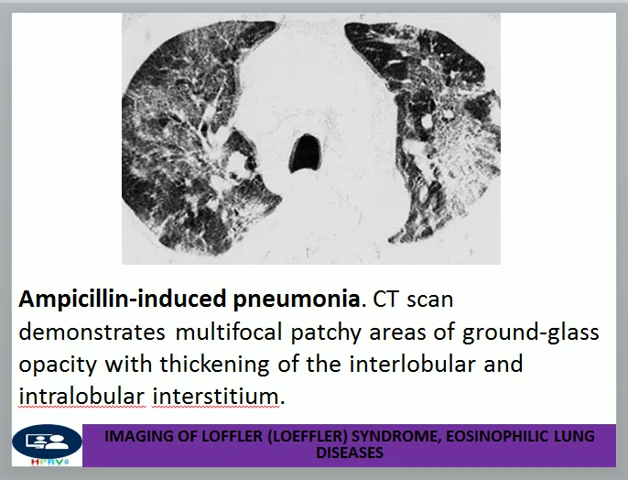 Ampicillin-induced pneumonia. CT scan
demonstrates multifocal patchy areas of ground-glass
opacity with thickening of the interlobular and
intralobular interstitium.
IMAGING OF LOFFLER (LOEFFLER) SYNDROME, EOSINOPHILIC LUNG
DISEASES